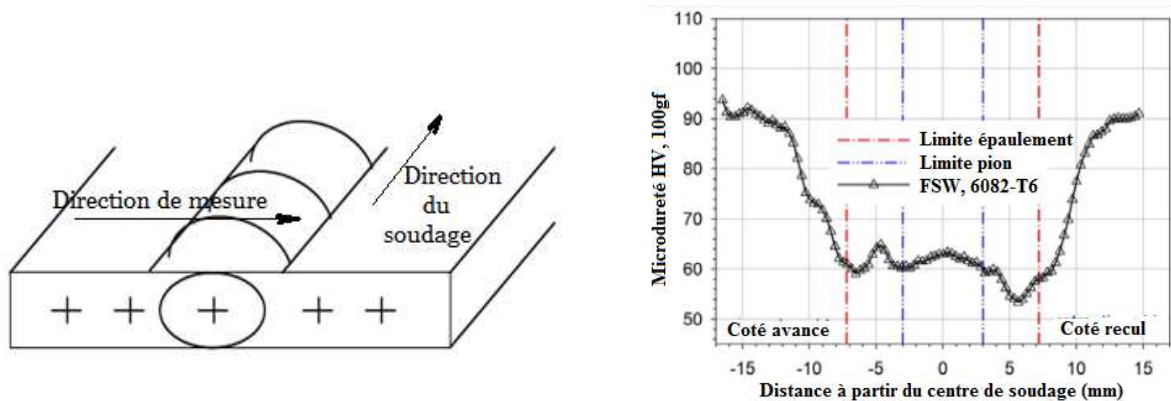 Direction de mesure
Direction
du
soudage
Microdureté HV, 100gf
110
100
90
80
70
60
50
Limite épaulement
Limite pion
FSW, 6082-T6
Coté avance
Coté recul
-15 -10 -5 0 5 10 15
Distance à partir du centre de soudage (mm)